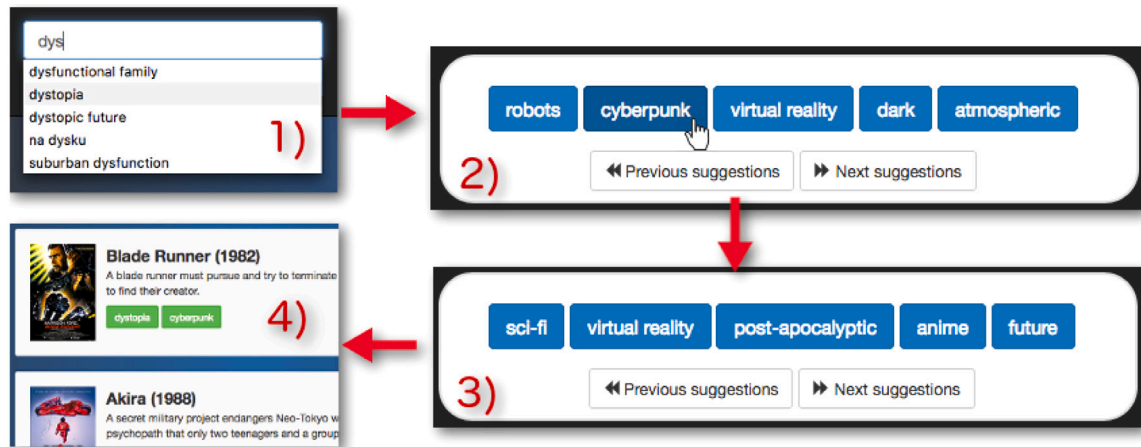 dys
dysfunctional family
dystopia
dystopic future
na dysku
suburban dysfunction
1)
robots cyberpunk virtual reality dark atmospheric
Previous suggestions Next suggestions
2)
sci-fi virtual reality post-apocalyptic anime future
Previous suggestions Next suggestions
3)
Blade Runner (1982)
A blade runner must pursue and try to terminate
to find their creator.
dystopia cyberpunk
4)
Akira (1988)
A secret military project endangers Neo-Tokyo w
psychopath that only two teenagers and a group